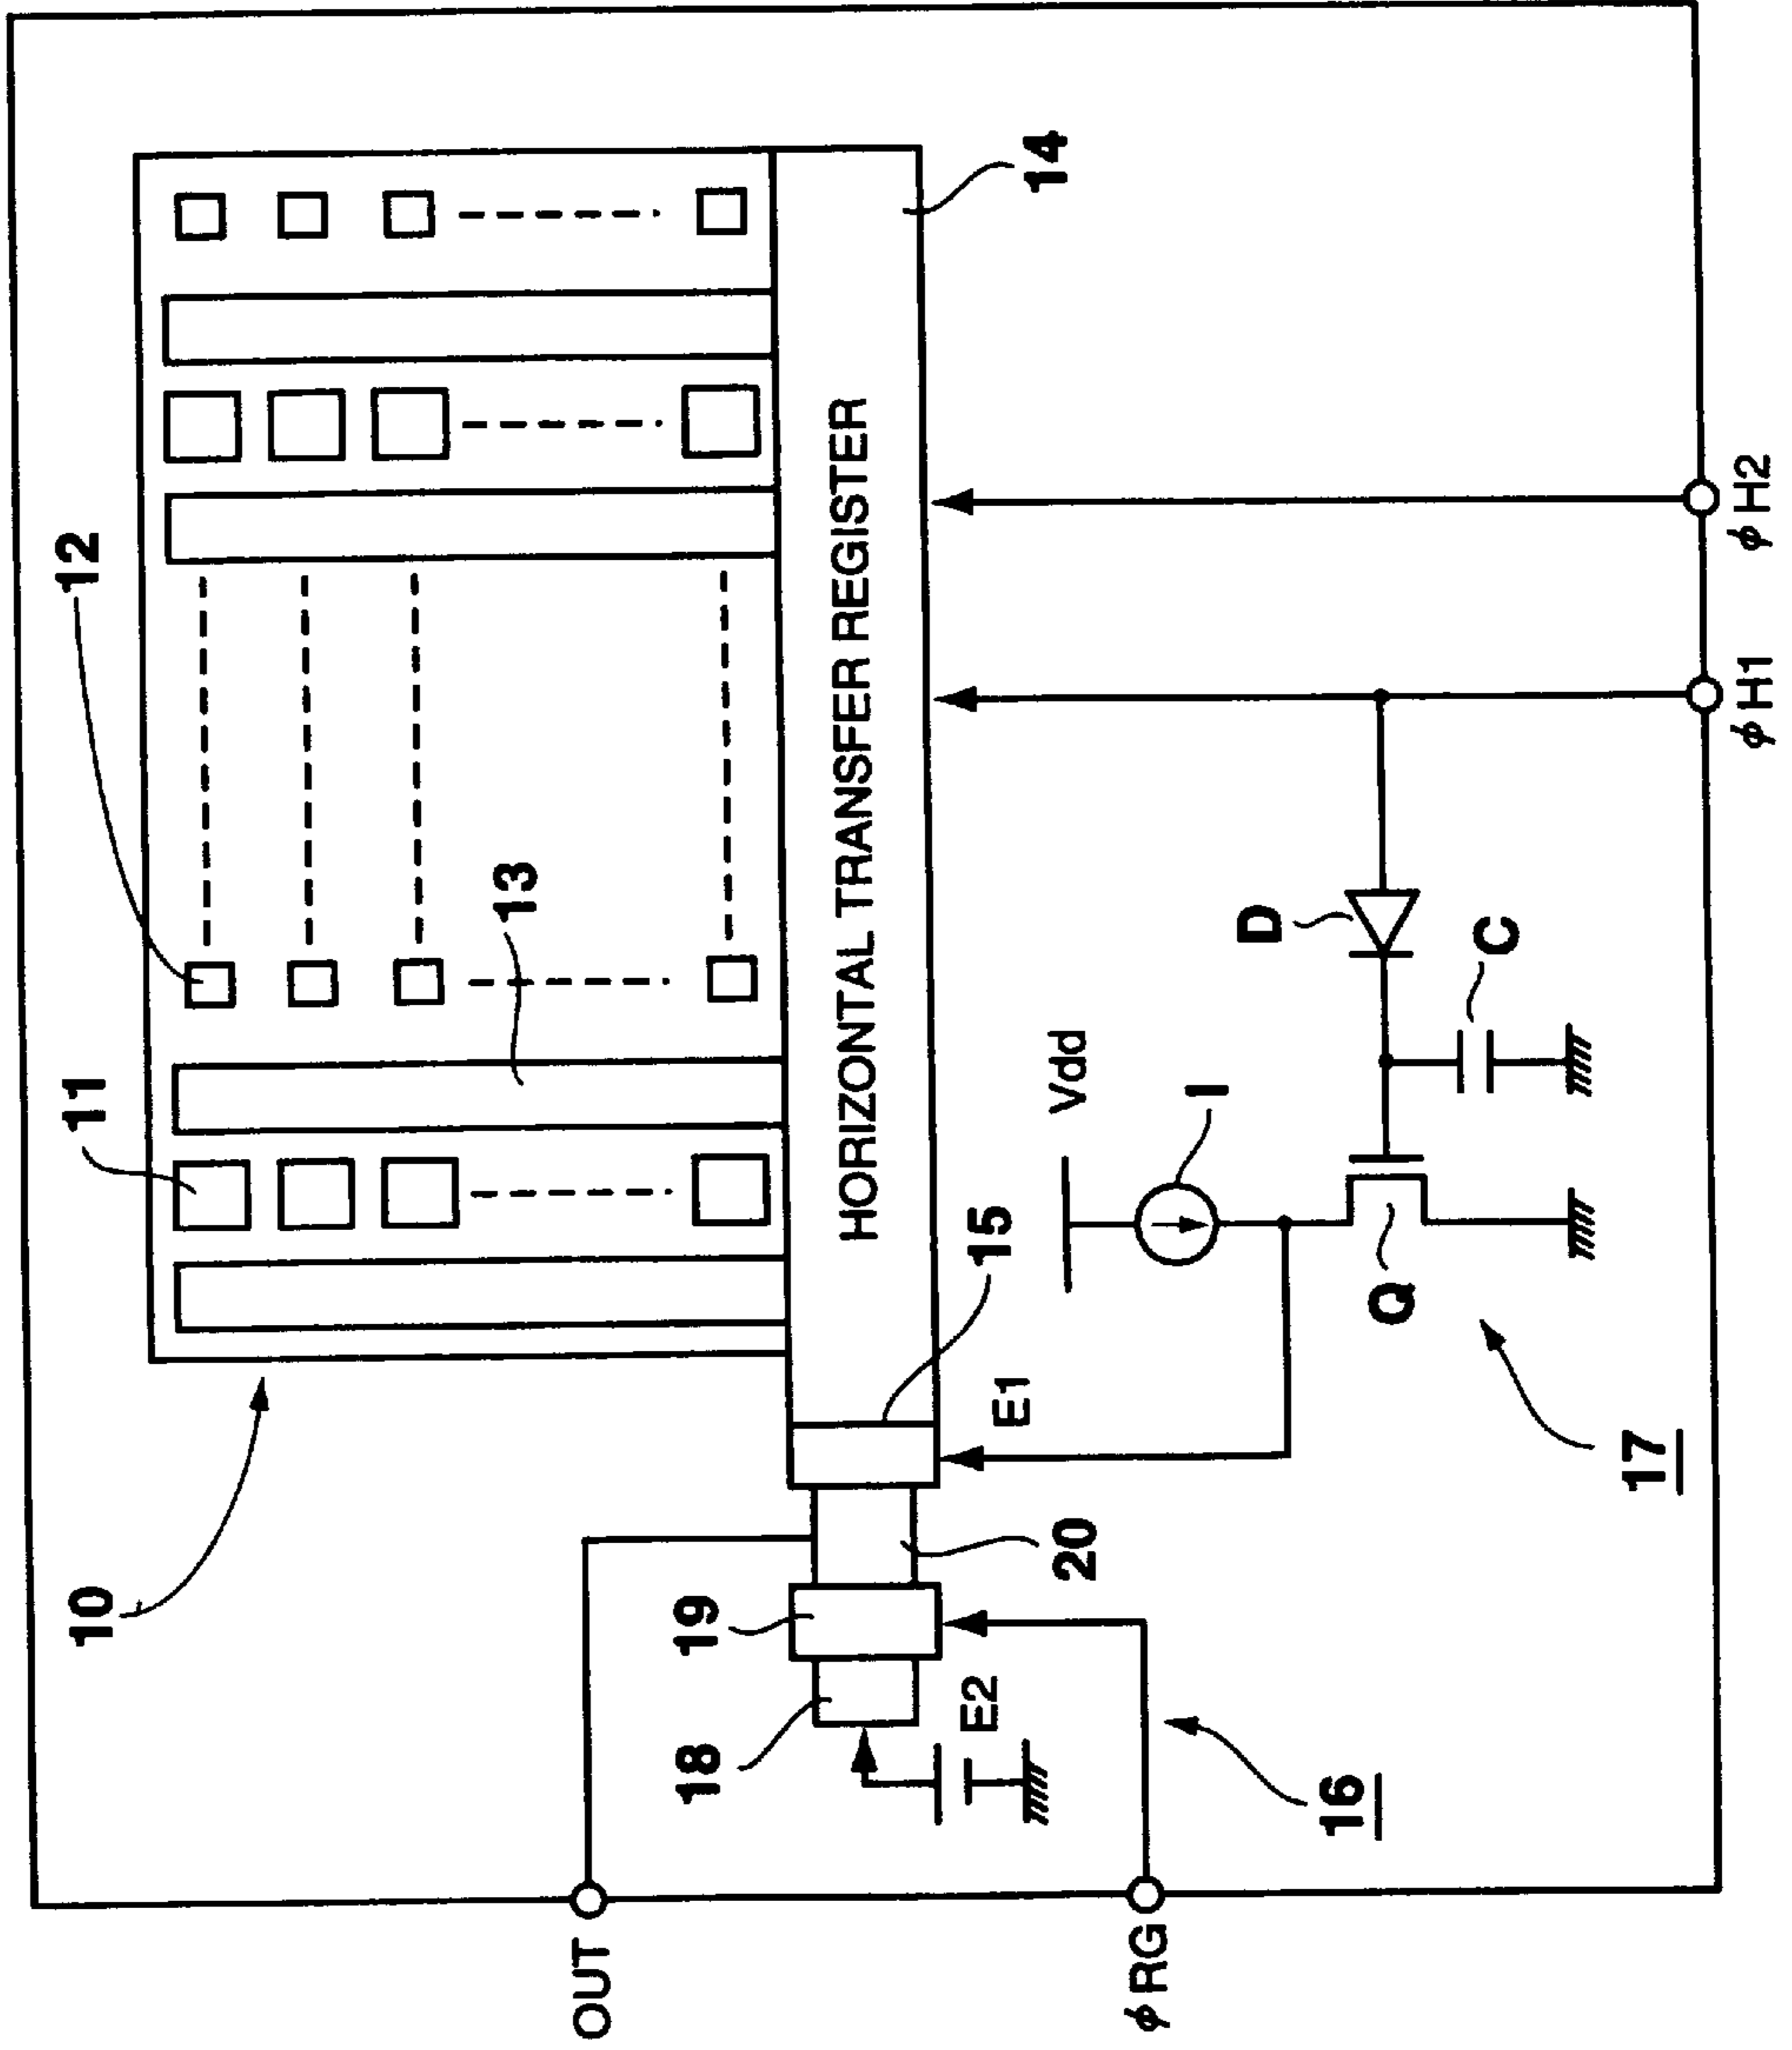 10
11
12
13
OUT
18
19
HORIZONTAL TRANSFER REGISTER
E2
E1
15
14
20
Vdd
φRG
I
D
16
Q
C
17
φH1
φH2